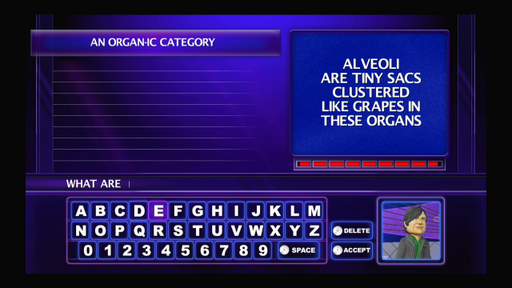 AN ORGAN-IC CATEGORY
ALVEOLI
ARE TINY SACS
CLUSTERED
LIKE GRAPES IN
THESE ORGANS
WHAT ARE
A B C D E F G H I J K L M
N O P Q R S T U V W X Y Z
0 1 2 3 4 5 6 7 8 9 SPACE
DELETE
ACCEPT